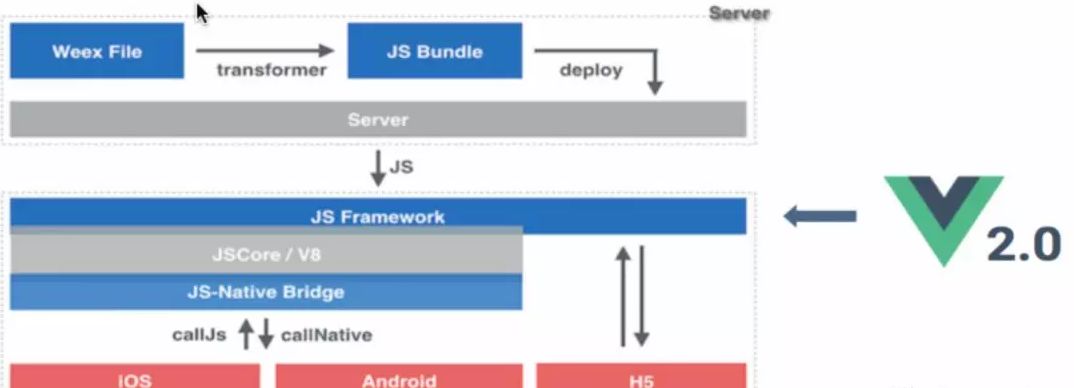 Server
Weex File
transformer
JS Bundle
deploy
Server
JS
JS Framework
JSCore / V8
JS-Native Bridge
callJs
callNative
2.0
iOS
Android
H5